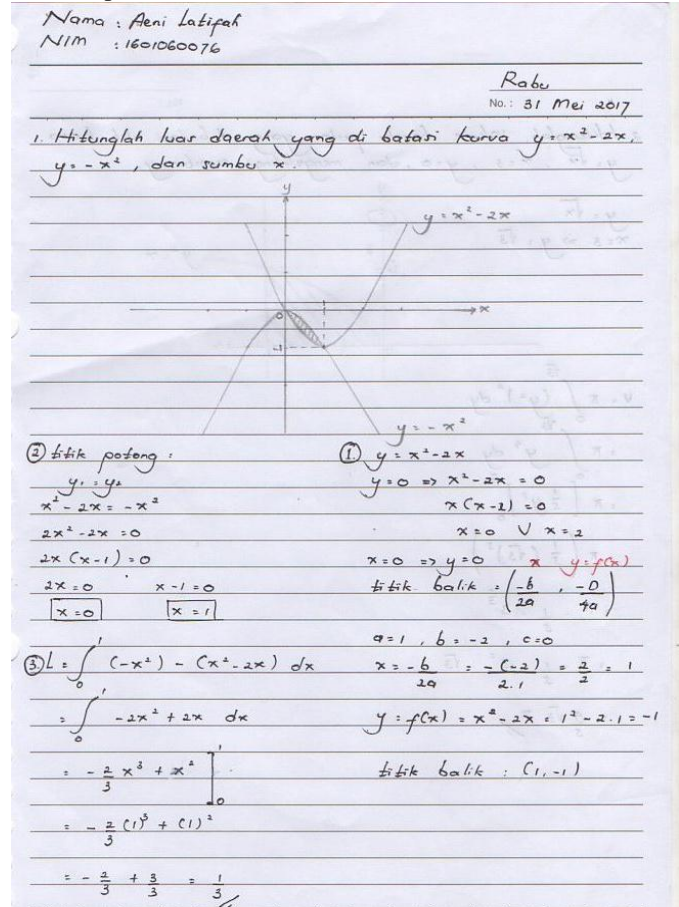 Nama : Aeni Latifah
NIM : 1601060076
Rabu
No. : 31 Mei 2017
1. Hitunglah luas daerah yang di batasi kurva y = x² - 2x,
y = -x², dan sumbu x.
y
y = x² - 2x
0
x
-1
y = -x²
② titik potong :
y₁ = y₂
x² - 2x = -x²
2x² - 2x = 0
2x (x-1) = 0
2x = 0 x - 1 = 0
x = 0 x = 1
①. y = x² - 2x
y = 0 => x² - 2x = 0
x (x-2) = 0
x = 0 V x = 2
x = 0 => y = 0 x y = f(x)
titik balik = (-b/2a , -D/4a)
a = 1 , b = -2 , c = 0
x = -b/2a = -(-2)/2.1 = 2/2 = 1
y = f(x) = x² - 2x = 1² - 2.1 = -1
titik balik : (1, -1)
③ L = ∫₀¹ (-x²) - (x² - 2x) dx
= ∫₀¹ -2x² + 2x dx
= -2/3 x³ + x² ]₀¹
= -2/3 (1)³ + (1)²
= -2/3 + 3/3 = 1/3